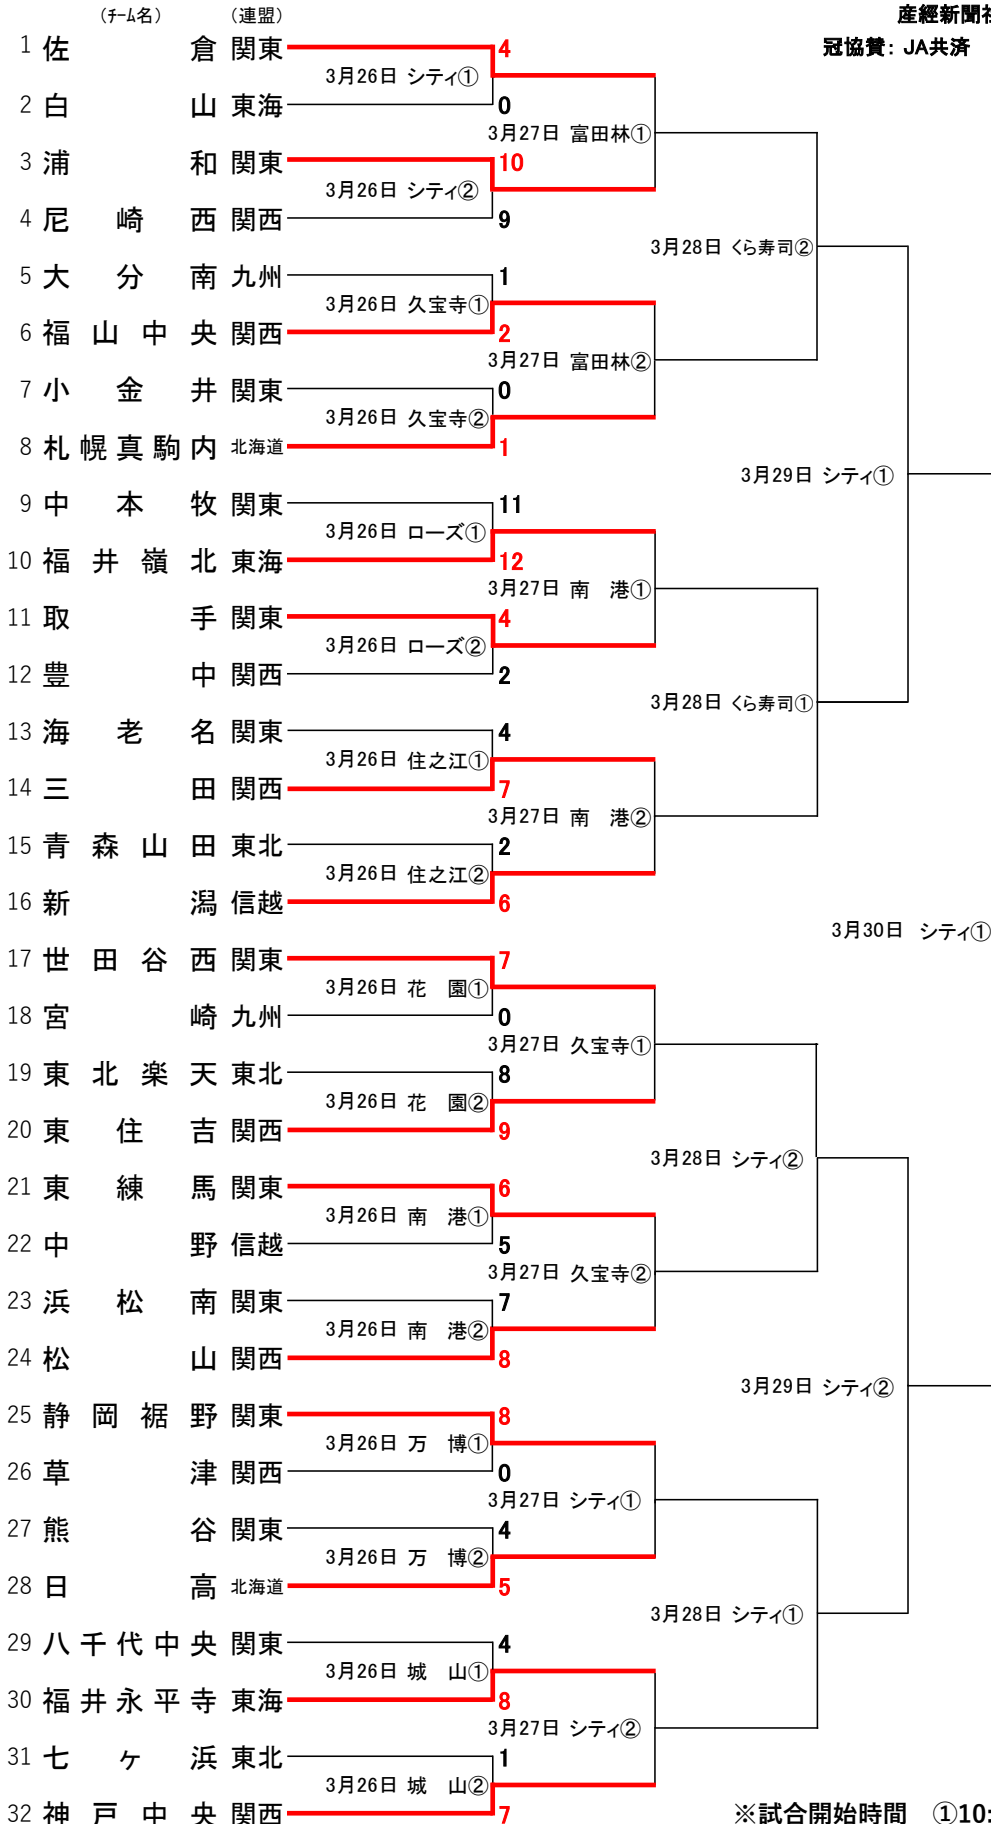 （ﾁｰﾑ名） （連盟） 産經新聞社
1 佐倉 関東 4 冠協賛：JA共済
3月26日 シティ①
2 白山 東海 0
3月27日 富田林①
3 浦和 関東 10
3月26日 シティ②
4 尼崎西 関西 9
3月28日 くら寿司②
5 大分南 九州 1
3月26日 久宝寺①
6 福山中央 関西 2
3月27日 富田林②
7 小金井 関東 0
3月26日 久宝寺②
8 札幌真駒内 北海道 1
3月29日 シティ①
9 中本牧 関東 11
3月26日 ローズ①
10 福井嶺北 東海 12
3月27日 南 港①
11 取手 関東 4
3月26日 ローズ②
12 豊中 関西 2
3月28日 くら寿司①
13 海老名 関東 4
3月26日 住之江①
14 三田 関西 7
3月27日 南 港②
15 青森山田 東北 2
3月26日 住之江②
16 新潟 信越 6
3月30日 シティ①
17 世田谷西 関東 7
3月26日 花 園①
18 宮崎 九州 0
3月27日 久宝寺①
19 東北楽天 東北 8
3月26日 花 園②
20 東住吉 関西 9
3月28日 シティ②
21 東練馬 関東 6
3月26日 南 港①
22 中野 信越 5
3月27日 久宝寺②
23 浜松南 関東 7
3月26日 南 港②
24 松山 関西 8
3月29日 シティ②
25 静岡裾野 関東 8
3月26日 万 博①
26 草津 関西 0
3月27日 シティ①
27 熊谷 関東 4
3月26日 万 博②
28 日高 北海道 5
3月28日 シティ①
29 八千代中央 関東 4
3月26日 城 山①
30 福井永平寺 東海 8
3月27日 シティ②
31 七ヶ浜 東北 1
3月26日 城 山②
32 神戸中央 関西 7 ※試合開始時間 ①10: